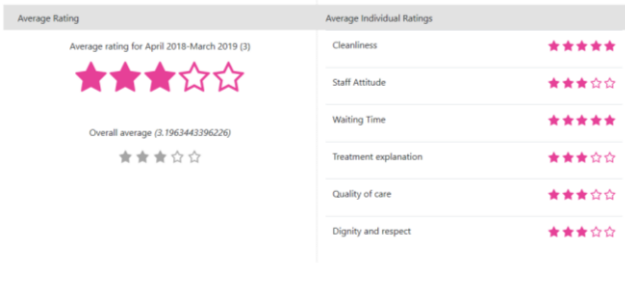 Average Rating
Average rating for April 2018-March 2019 (3)
Overall average (3.1963443396226)
Average Individual Ratings
Cleanliness
Staff Attitude
Waiting Time
Treatment explanation
Quality of care
Dignity and respect